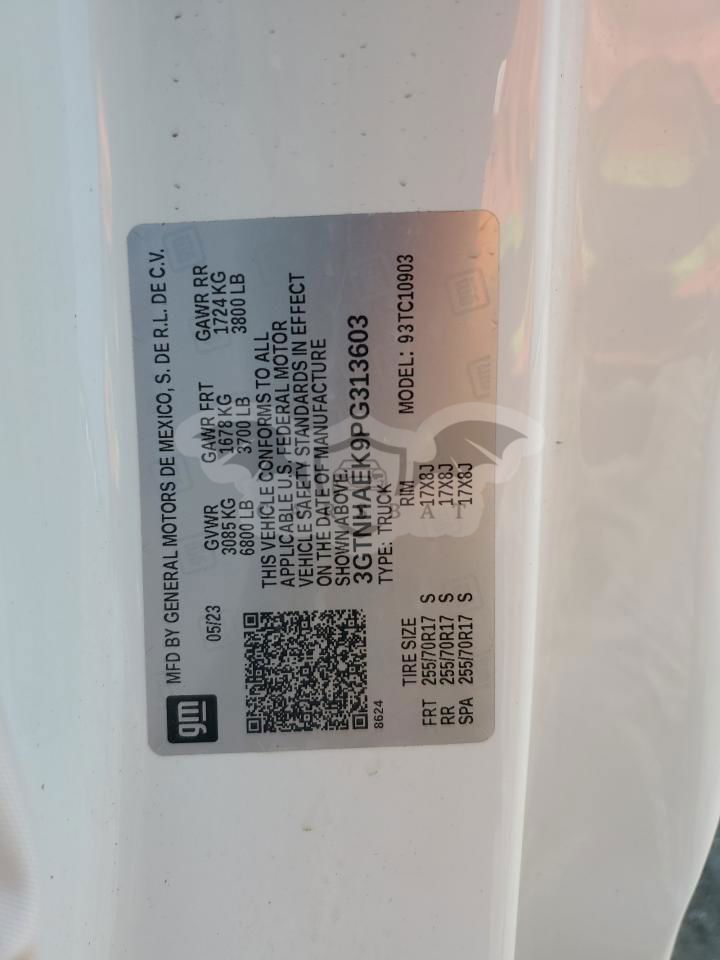 gm
MFD BY GENERAL MOTORS DE MEXICO, S. DE R.L. DE C.V.
05/23 GVWR GAWR FRT GAWR RR
3085 KG 1678 KG 1724 KG
6800 LB 3700 LB 3800 LB
THIS VEHICLE CONFORMS TO ALL
APPLICABLE U.S. FEDERAL MOTOR
VEHICLE SAFETY STANDARDS IN EFFECT
ON THE DATE OF MANUFACTURE
SHOWN ABOVE.
3GTNHAEK9PG313603
8624
TYPE: TRUCK MODEL: 93TC10903
TIRE SIZE RIM
FRT 255/70R17 S 17X8J
RR 255/70R17 S 17X8J
SPA 255/70R17 S 17X8J